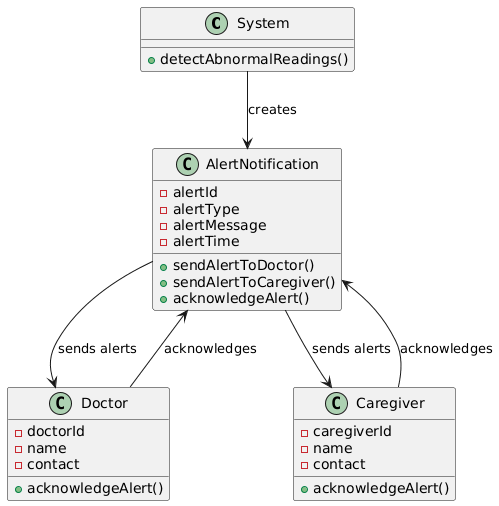 C System
+ detectAbnormalReadings()
creates
C AlertNotification
alertId
alertType
alertMessage
alertTime
sendAlertToDoctor()
sendAlertToCaregiver()
acknowledgeAlert()
sends alerts
acknowledges
sends alerts
acknowledges
C Doctor
doctorId
name
contact
acknowledgeAlert()
C Caregiver
caregiverId
name
contact
acknowledgeAlert()